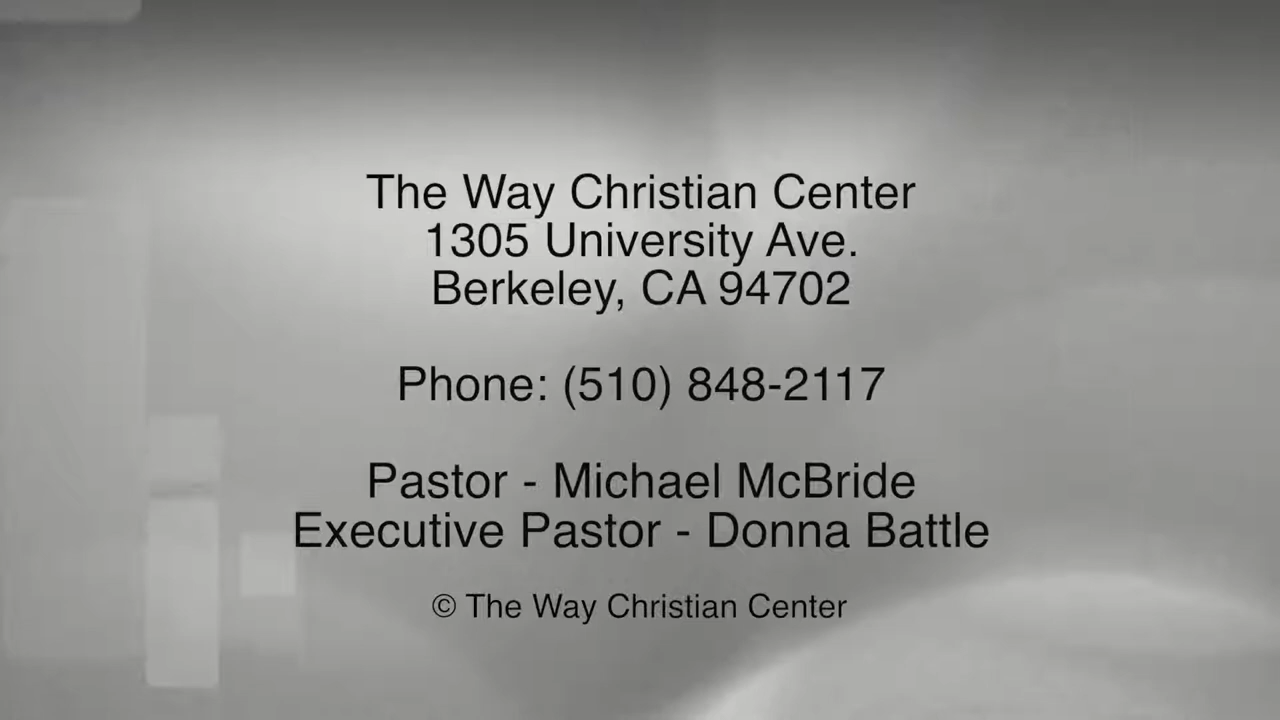 The Way Christian Center
1305 University Ave.
Berkeley, CA 94702
Phone: (510) 848-2117
Pastor - Michael McBride
Executive Pastor - Donna Battle
© The Way Christian Center